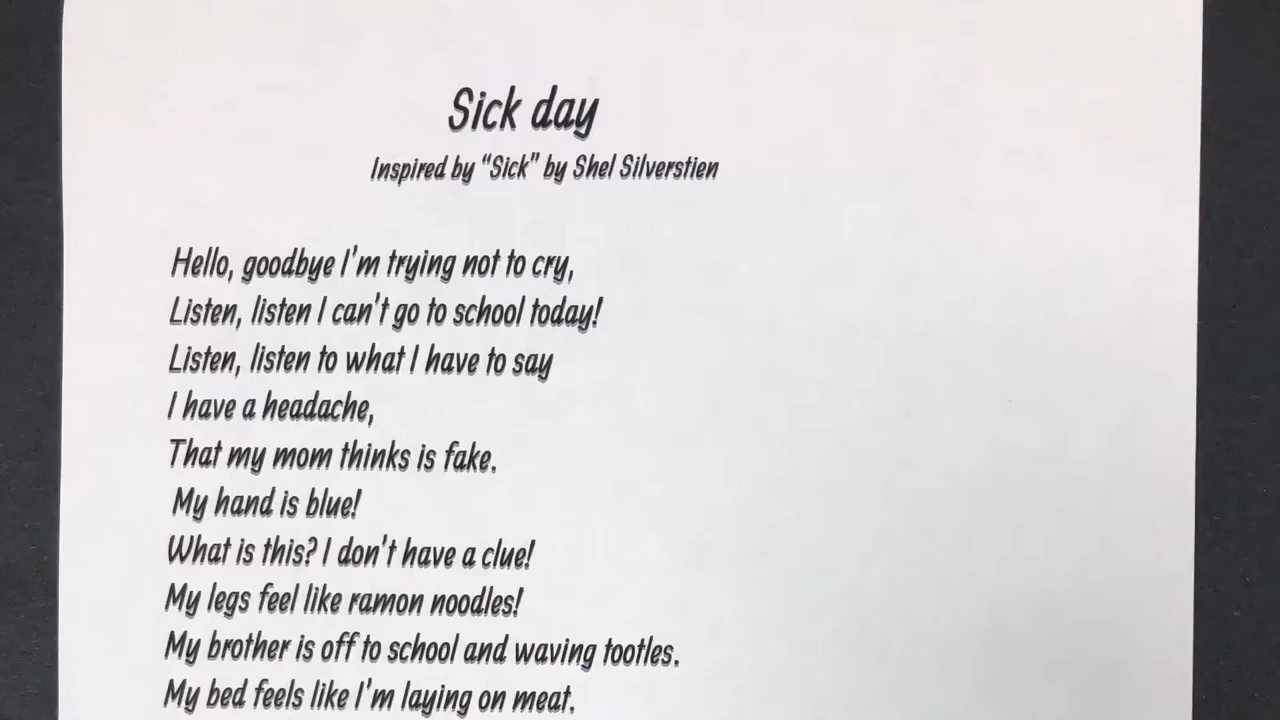 Sick day
Inspired by “Sick” by Shel Silverstien
Hello, goodbye I'm trying not to cry,
Listen, listen I can't go to school today!
Listen, listen to what I have to say
I have a headache,
That my mom thinks is fake.
My hand is blue!
What is this? I don't have a clue!
My legs feel like ramon noodles!
My brother is off to school and waving tootles.
My bed feels like I'm laying on meat.